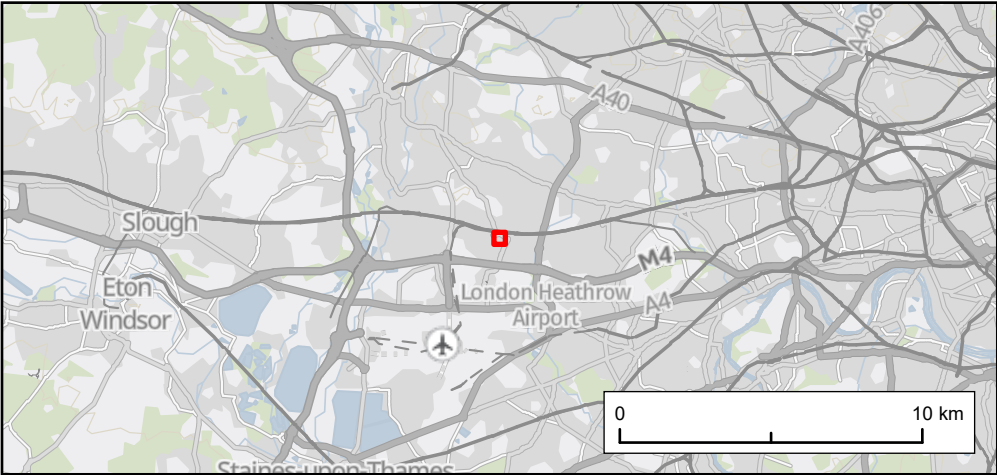 A406
A40
Slough
M4
Eton
Windsor
London Heathrow
Airport
A4
0 10 km
Staines-upon-Thames